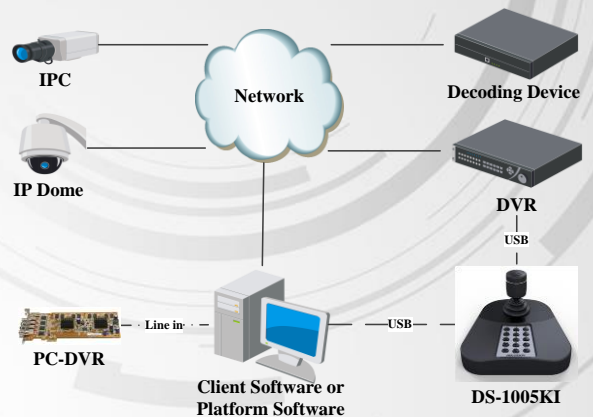 IPC
Network
Decoding Device
IP Dome
DVR
USB
Line in
USB
PC-DVR
Client Software or
Platform Software
DS-1005KI